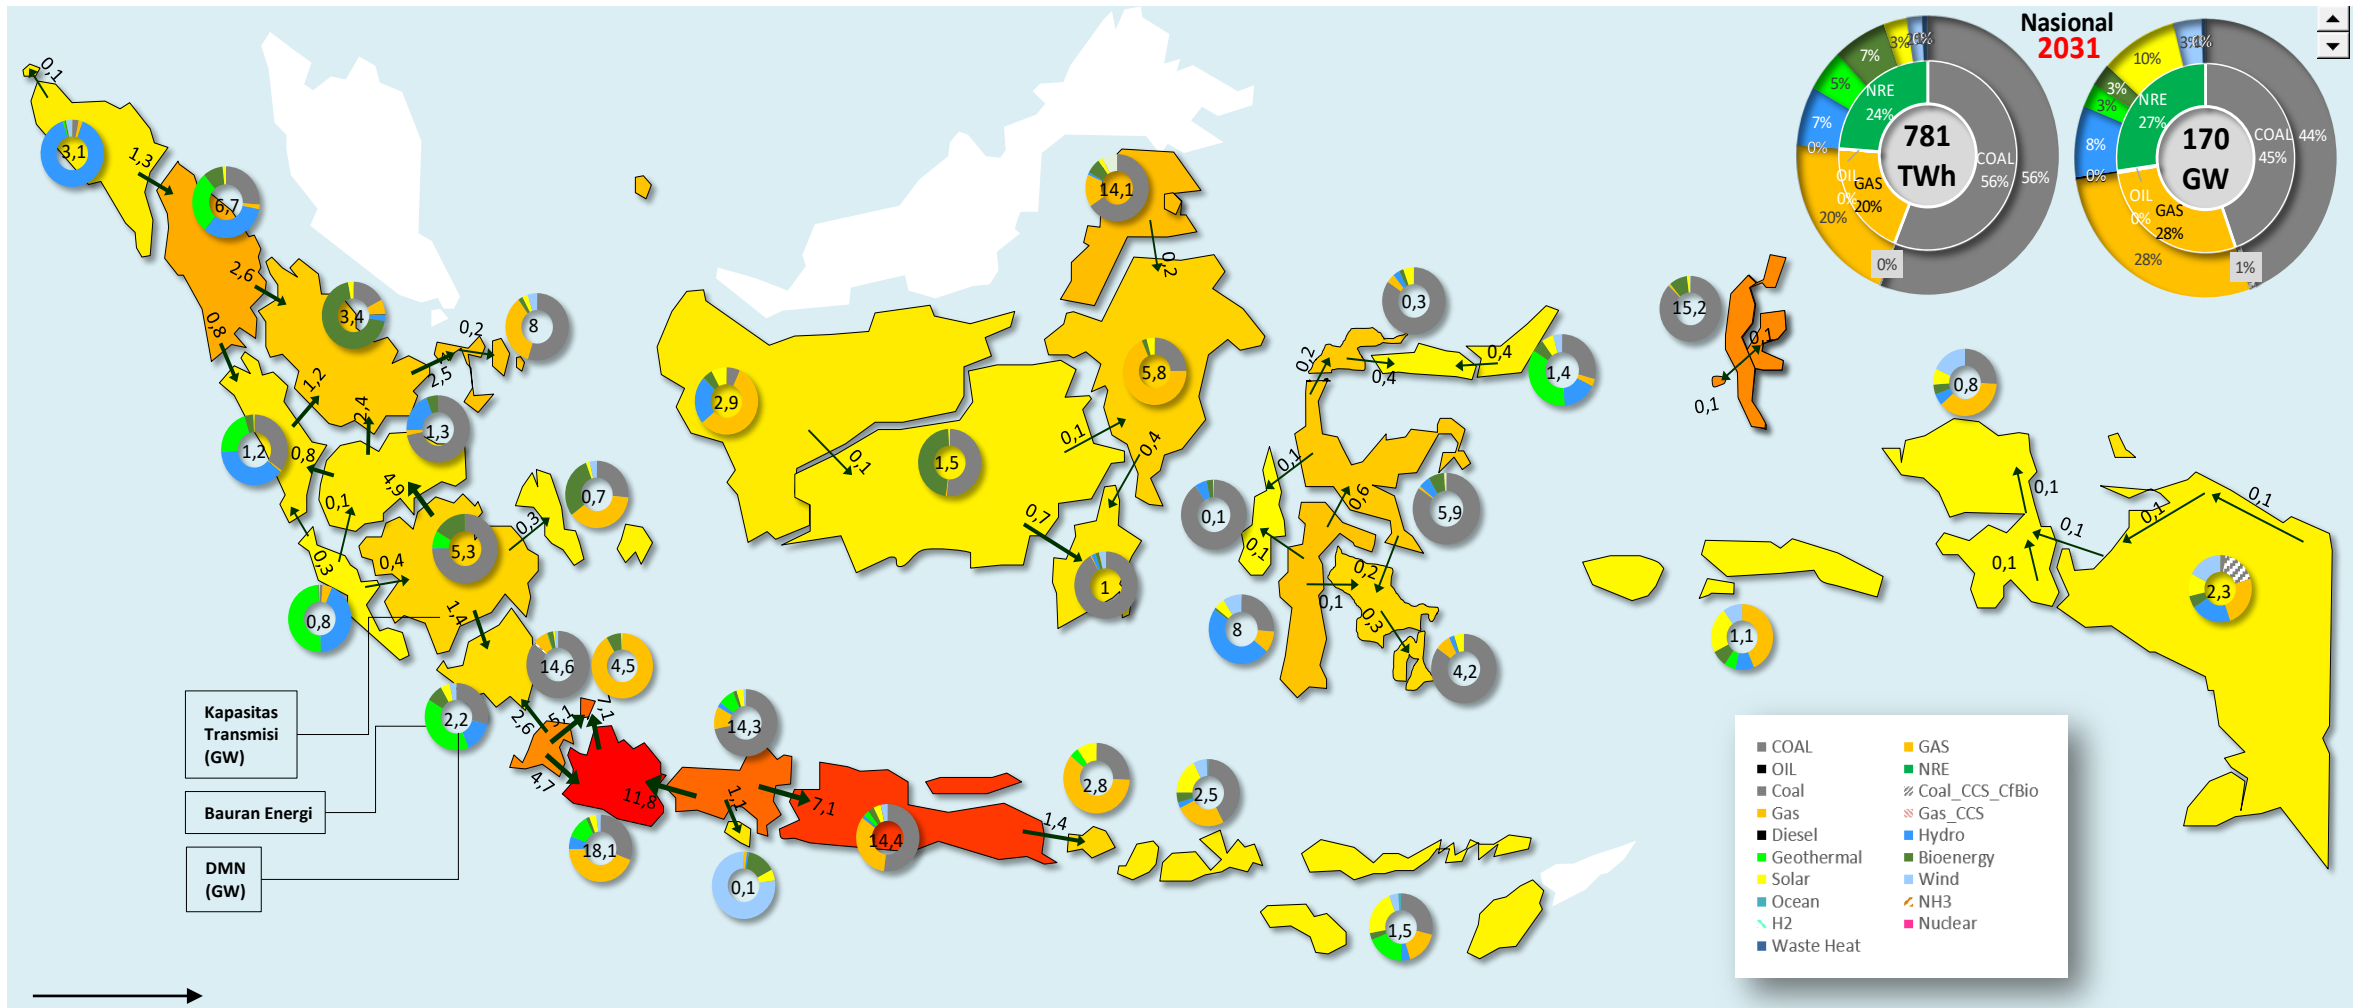 Nasional
2031
781
TWh
COAL
56%
56%
NRE
24%
OIL
0%
GAS
20%
20%
0%
0%
7%
5%
7%
3%
170
GW
COAL
45%
44%
NRE
27%
OIL
0%
GAS
28%
28%
1%
0%
8%
3%
3%
10%
3%
0,1
3,1
1,3
6,7
2,6
0,8
3,4
0,2
8
2,5
1,2
2,4
1,3
1,2
0,8
4,9
0,1
0,7
0,3
5,3
0,3
0,4
0,8
1,4
14,6
4,5
2,2
2,6
5,1
7,1
4,7
14,3
11,8
1,1
7,1
18,1
0,1
14,4
1,4
2,8
2,5
1,5
14,1
0,2
2,9
0,1
1,5
0,1
5,8
0,4
0,7
1
0,3
0,2
0,4
0,4
1,4
0,1
0,1
0,6
5,9
0,1
0,2
0,1
0,3
8
4,2
15,2
0,1
0,1
0,8
0,1
0,1
0,1
0,1
0,1
2,3
1,1
Kapasitas
Transmisi
(GW)
Bauran Energi
DMN
(GW)
COAL
GAS
OIL
NRE
Coal
Coal_CCS_CfBio
Gas
Gas_CCS
Diesel
Hydro
Geothermal
Bioenergy
Solar
Wind
Ocean
NH3
H2
Nuclear
Waste Heat